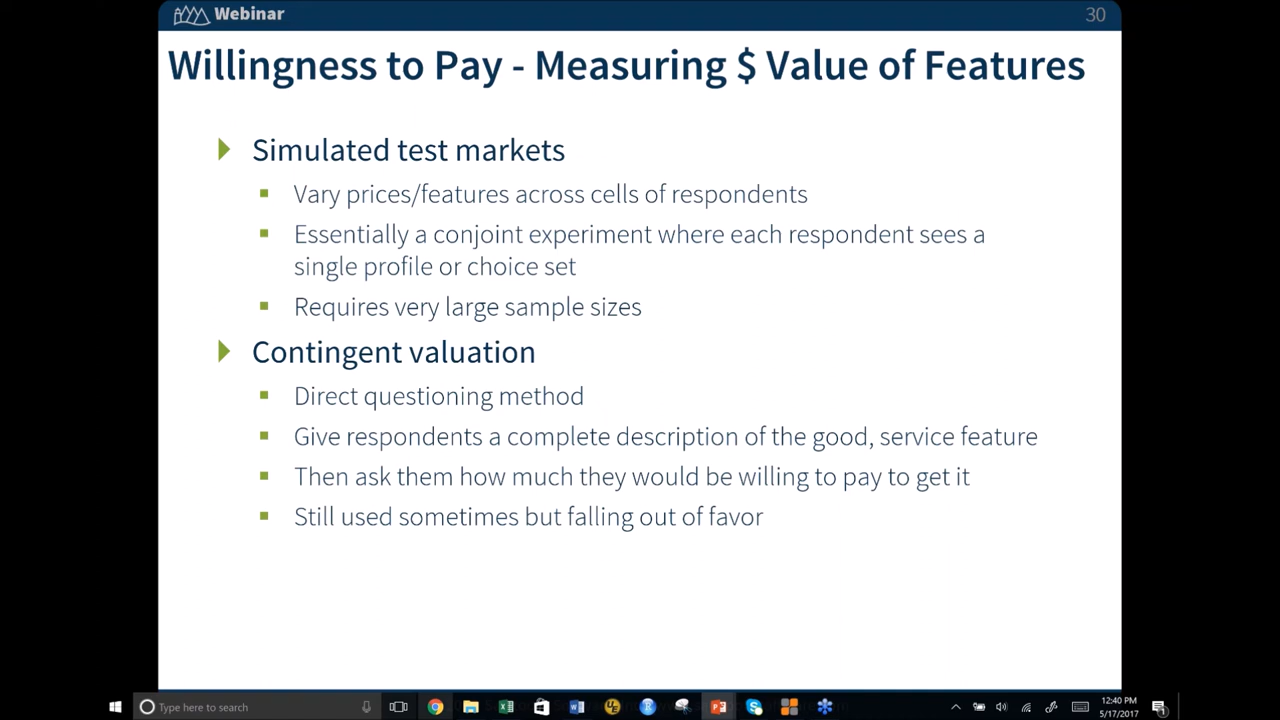 Webinar
30
Willingness to Pay - Measuring $ Value of Features
Simulated test markets
Vary prices/features across cells of respondents
Essentially a conjoint experiment where each respondent sees a
single profile or choice set
Requires very large sample sizes
Contingent valuation
Direct questioning method
Give respondents a complete description of the good, service feature
Then ask them how much they would be willing to pay to get it
Still used sometimes but falling out of favor
Type here to search
12:40 PM
5/17/2017